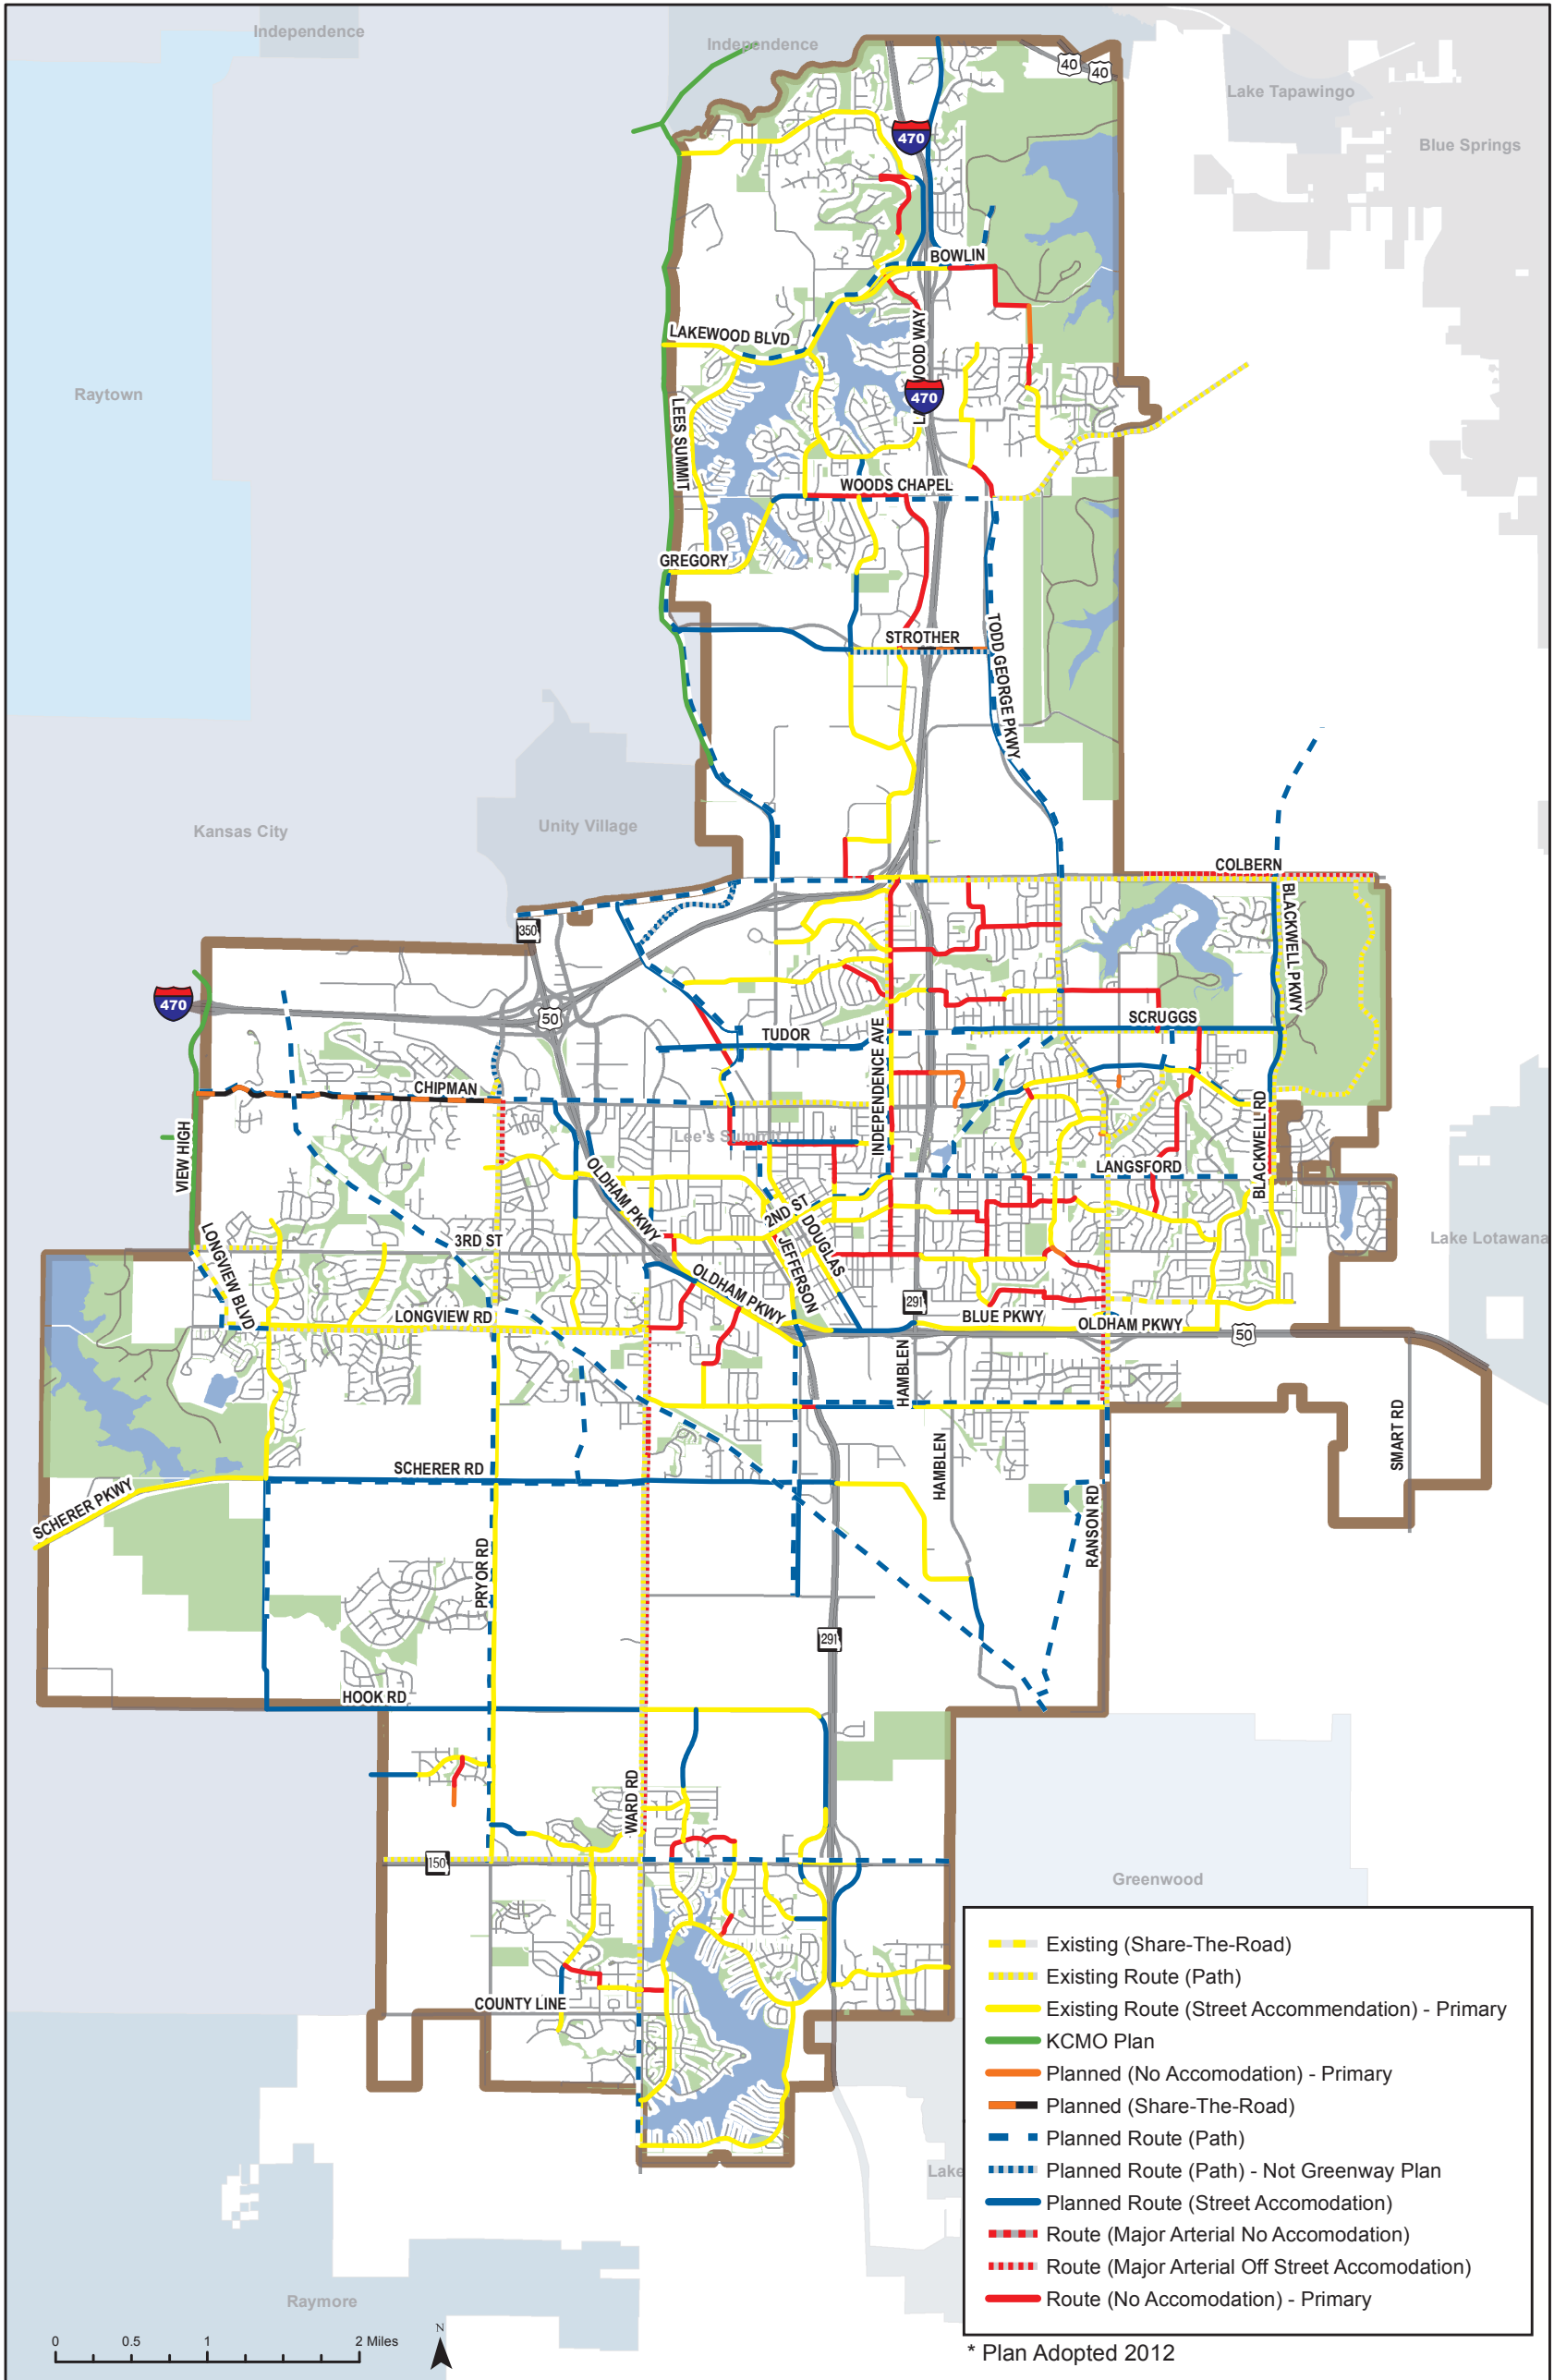 Independence
Independence
40
40
Lake Tapawingo
470
Blue Springs
BOWLIN
LAKEWOOD BLVD
Raytown
470
LEES SUMMIT
WOODS CHAPEL
GREGORY
STROTHER
TODD GEORGE PKWY
Kansas City
Unity Village
COLBERN
350
BLACKWELL PKWY
470
50
SCRUGGS
TUDOR
INDEPENDENCE AVE
CHIPMAN
Lee's Summit
VIEW HIGH
BLACKWELL RD
LANGSFORD
OLDHAM PKWY
2ND ST
DOUGLAS
LONGVIEW BLVD
3RD ST
JEFFERSON
Lake Lotawana
OLDHAM PKWY
291
LONGVIEW RD
BLUE PKWY
OLDHAM PKWY
50
HAMBLEN
SMART RD
SCHERER RD
HAMBLEN
SCHERER PKWY
RANSON RD
PRYOR RD
291
HOOK RD
WARD RD
150
Greenwood
COUNTY LINE
Existing (Share-The-Road)
Existing Route (Path)
Existing Route (Street Accommendation) - Primary
KCMO Plan
Planned (No Accomodation) - Primary
Planned (Share-The-Road)
Planned Route (Path)
Planned Route (Path) - Not Greenway Plan
Planned Route (Street Accomodation)
Route (Major Arterial No Accomodation)
Route (Major Arterial Off Street Accomodation)
Route (No Accomodation) - Primary
Lake
Raymore
0 0.5 1 2 Miles
N
* Plan Adopted 2012